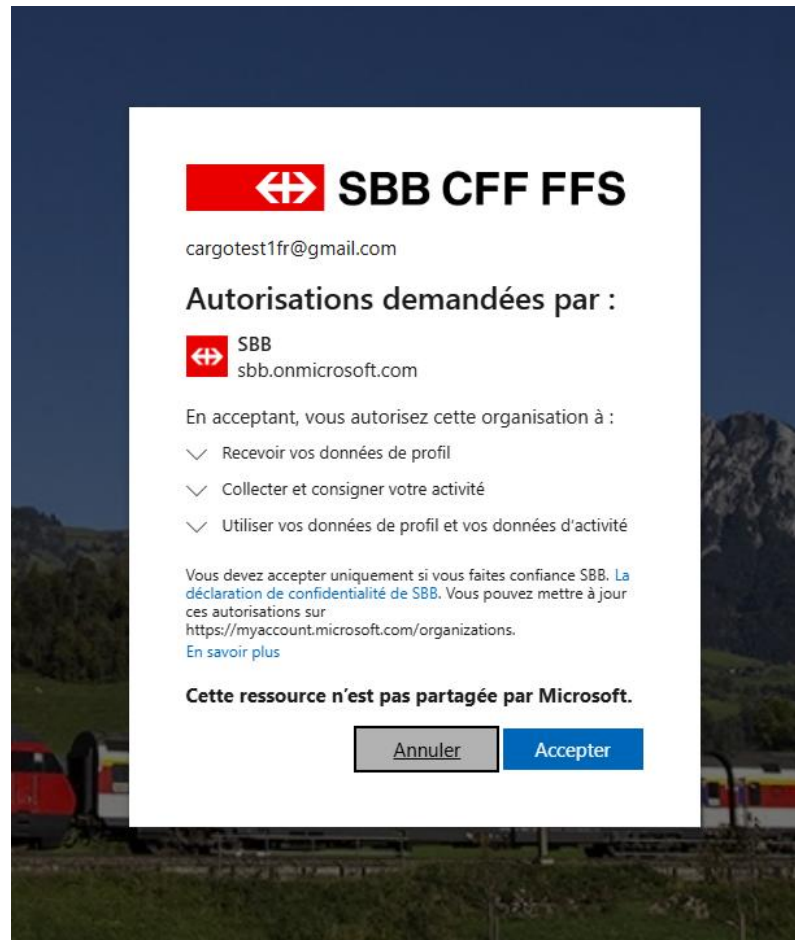 SBB CFF FFS
cargotest1fr@gmail.com
Autorisations demandées par :
SBB
sbb.onmicrosoft.com
En acceptant, vous autorisez cette organisation à :
Recevoir vos données de profil
Collecter et consigner votre activité
Utiliser vos données de profil et vos données d'activité
Vous devez accepter uniquement si vous faites confiance SBB. La
déclaration de confidentialité de SBB. Vous pouvez mettre à jour
ces autorisations sur
https://myaccount.microsoft.com/organizations.
En savoir plus
Cette ressource n’est pas partagée par Microsoft.
Annuler Accepter